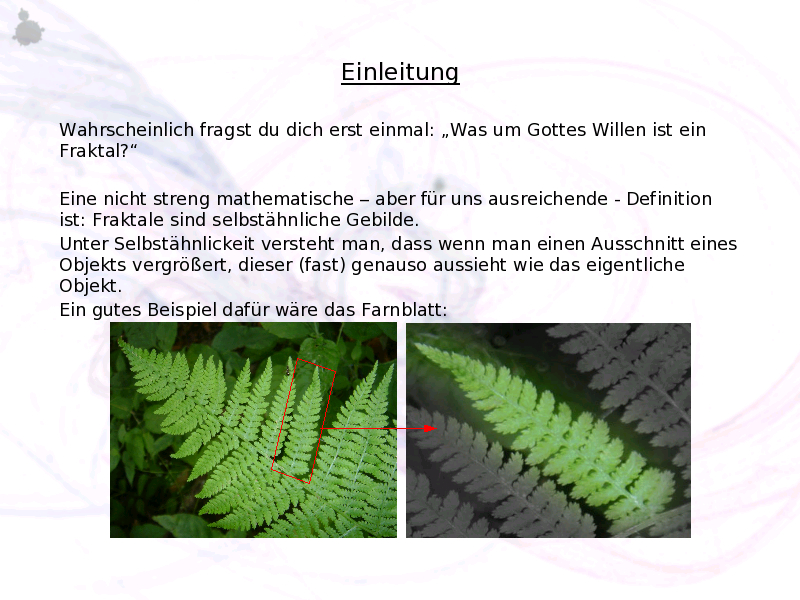 Einleitung
Wahrscheinlich fragst du dich erst einmal: „Was um Gottes Willen ist ein
Fraktal?“
Eine nicht streng mathematische – aber für uns ausreichende - Definition
ist: Fraktale sind selbstähnliche Gebilde.
Unter Selbstähnlickeit versteht man, dass wenn man einen Ausschnitt eines
Objekts vergrößert, dieser (fast) genauso aussieht wie das eigentliche
Objekt.
Ein gutes Beispiel dafür wäre das Farnblatt: